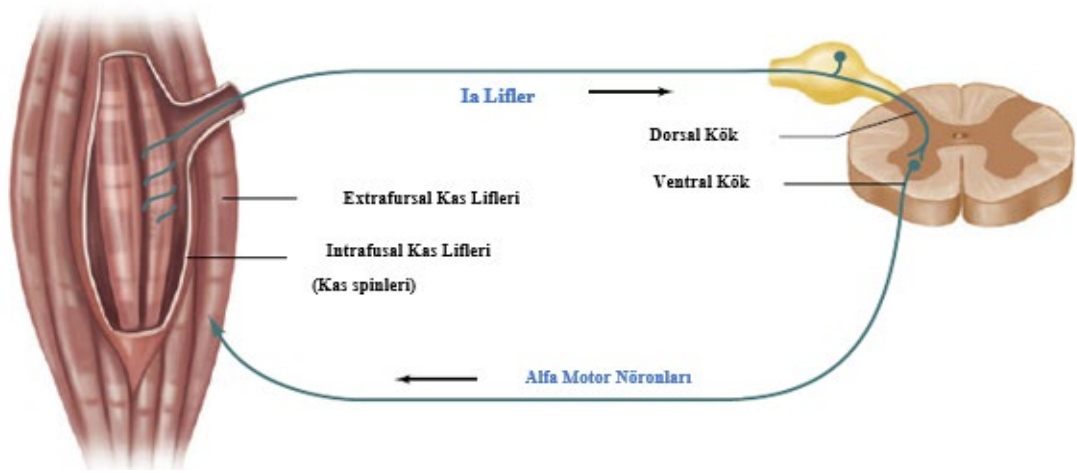 Ia Lifler
Dorsal Kök
Ventral Kök
Extrafursal Kas Lifleri
Intrafusal Kas Lifleri
(Kas spinleri)
Alfa Motor Nöronları